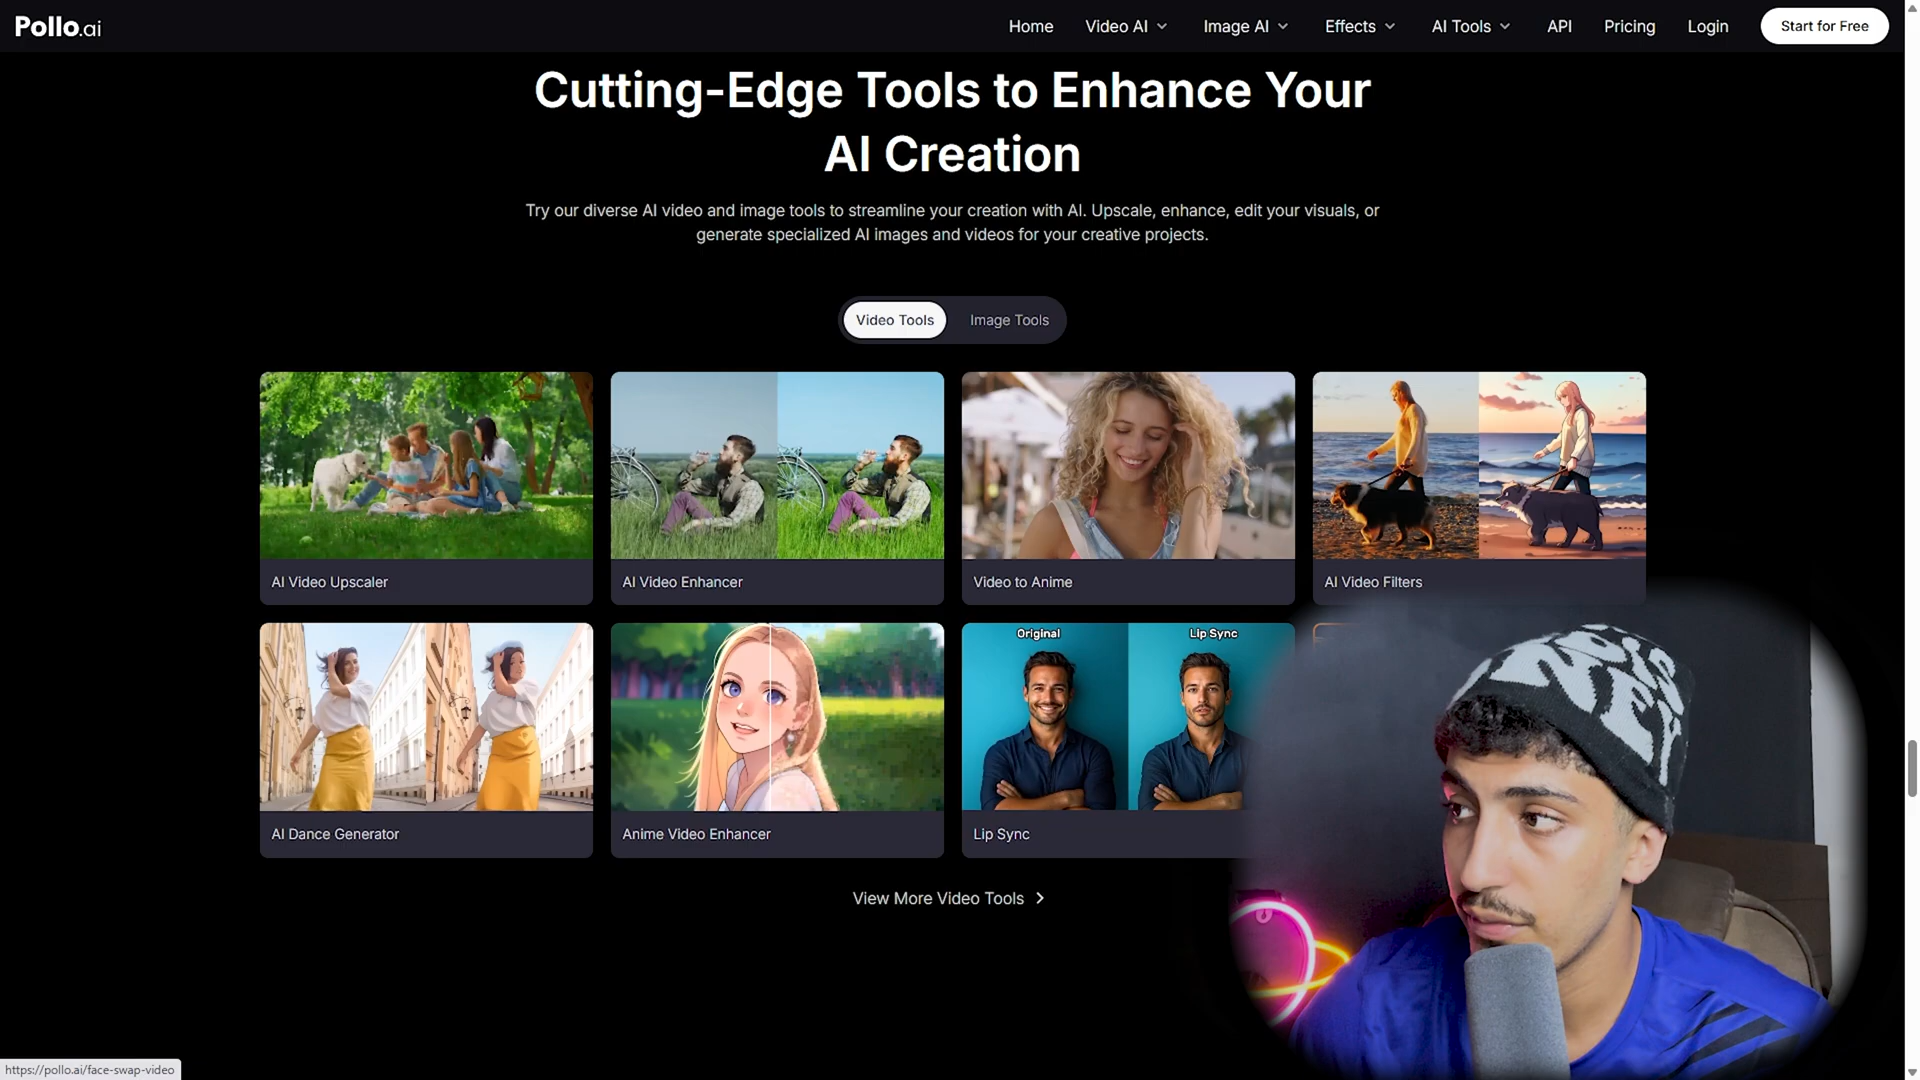 Pollo.ai
Home
Video AI
Image AI
Effects
AI Tools
API
Pricing
Login
Start for Free
Cutting-Edge Tools to Enhance Your
AI Creation
Try our diverse AI video and image tools to streamline your creation with AI. Upscale, enhance, edit your visuals, or
generate specialized AI images and videos for your creative projects.
Video Tools
Image Tools
AI Video Upscaler
AI Video Enhancer
Video to Anime
AI Video Filters
Original
Lip Sync
AI Dance Generator
Anime Video Enhancer
Lip Sync
View More Video Tools
https://pollo.ai/face-swap-video